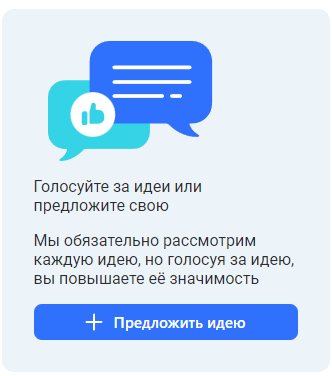 Голосуйте за идеи или
предложите свою
Мы обязательно рассмотрим
каждую идею, но голосуя за идею,
вы повышаете её значимость
Предложить идею